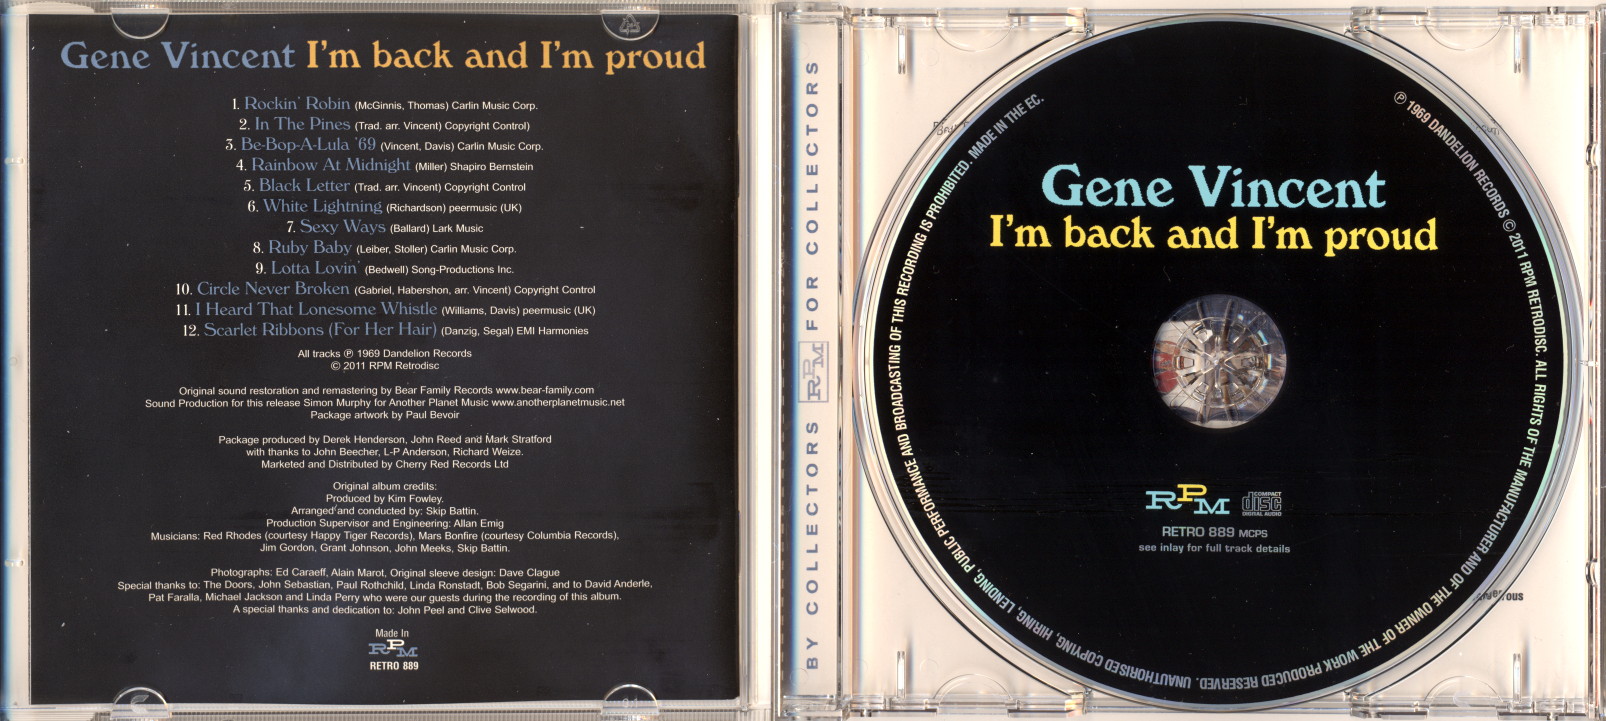 Gene Vincent I'm back and I'm proud
1. Rockin' Robin (McGinnis, Thomas) Carlin Music Corp.
2. In The Pines (Trad. arr. Vincent) Copyright Control)
3. Be-Bop-A-Lula '69 (Vincent, Davis) Carlin Music Corp.
4. Rainbow At Midnight (Miller) Shapiro Bernstein
5. Black Letter (Trad. arr. Vincent) Copyright Control
6. White Lightning (Richardson) peermusic (UK)
7. Sexy Ways (Ballard) Lark Music
8. Ruby Baby (Leiber, Stoller) Carlin Music Corp.
9. Lotta Lovin' (Bedwell) Song-Productions Inc.
10. Circle Never Broken (Gabriel, Habershon, arr. Vincent) Copyright Control
11. I Heard That Lonesome Whistle (Williams, Davis) peermusic (UK)
12. Scarlet Ribbons (For Her Hair) (Danzig, Segal) EMI Harmonies
All tracks ℗ 1969 Dandelion Records
© 2011 RPM Retrodisc
Original sound restoration and remastering by Bear Family Records www.bear-family.com
Sound Production for this release Simon Murphy for Another Planet Music www.anotherplanetmusic.net
Package artwork by Paul Bevoir
Package produced by Derek Henderson, John Reed and Mark Stratford
with thanks to John Beecher, L-P Anderson, Richard Weize.
Marketed and Distributed by Cherry Red Records Ltd
Original album credits:
Produced by Kim Fowley.
Arranged and conducted by: Skip Battin.
Production Supervisor and Engineering: Allan Emig
Musicians: Red Rhodes (courtesy Happy Tiger Records), Mars Bonfire (courtesy Columbia Records),
Jim Gordon, Grant Johnson, John Meeks, Skip Battin.
Photographs: Ed Caraeff, Alain Marot, Original sleeve design: Dave Clague
Special thanks to: The Doors, John Sebastian, Paul Rothchild, Linda Ronstadt, Bob Segarini, and to David Anderle,
Pat Faralla, Michael Jackson and Linda Perry who were our guests during the recording of this album.
A special thanks and dedication to: John Peel and Clive Selwood.
Made In
RPM
RETRO 889
BY COLLECTORS RPM FOR COLLECTORS
℗ 1969 DANDELION RECORDS © 2011 RPM RETRODISC. ALL RIGHTS OF THE MANUFACTURER AND OF THE OWNER OF THE WORK PRODUCED RESERVED. UNAUTHORISED COPYING, HIRING, LENDING, PUBLIC PERFORMANCE AND BROADCASTING OF THIS RECORDING IS PROHIBITED. MADE IN THE EC.
Gene Vincent
I'm back and I'm proud
RPM
COMPACT
disc
DIGITAL AUDIO
RETRO 889 MCPS
see inlay for full track details